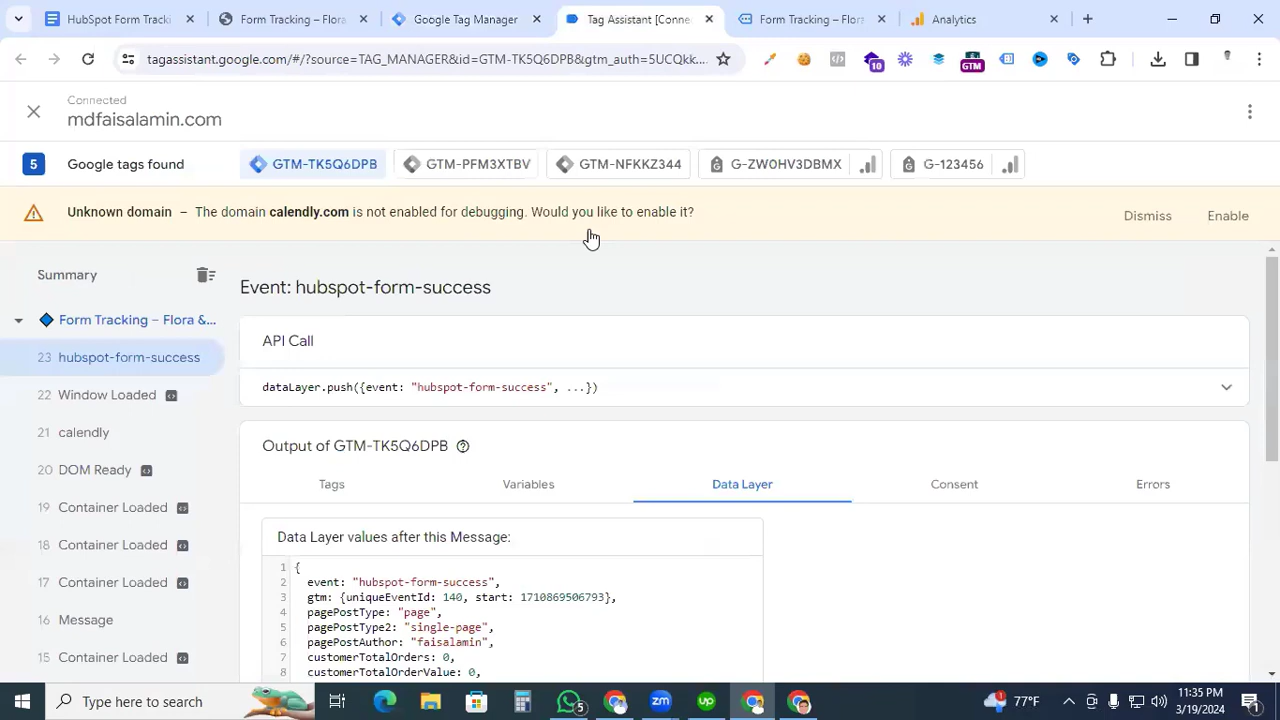 HubSpot Form Tracki
Form Tracking – Flora
Google Tag Manager
Tag Assistant [Conne
Form Tracking – Flora
Analytics
tagassistant.google.com/#/?source=TAG_MANAGER&id=GTM-TK5Q6DPB&gtm_auth=5UCQkk...
10
GTM
Connected
mdfaisalamin.com
5
Google tags found
GTM-TK5Q6DPB
GTM-PFM3XTBV
GTM-NFKKZ344
G-ZW0HV3DBMX
G-123456
Unknown domain – The domain calendly.com is not enabled for debugging. Would you like to enable it?
Dismiss
Enable
Summary
Form Tracking – Flora &...
23 hubspot-form-success
22 Window Loaded
21 calendly
20 DOM Ready
19 Container Loaded
18 Container Loaded
17 Container Loaded
16 Message
15 Container Loaded
Event: hubspot-form-success
API Call
dataLayer.push({event: "hubspot-form-success", ...})
Output of GTM-TK5Q6DPB
Tags
Variables
Data Layer
Consent
Errors
Data Layer values after this Message:
1 {
2 event: "hubspot-form-success",
3 gtm: {uniqueEventId: 140, start: 1710869506793},
4 pagePostType: "page",
5 pagePostType2: "single-page",
6 pagePostAuthor: "faisalamin",
7 customerTotalOrders: 0,
8 customerTotalOrderValue: 0,
Type here to search
5
zm
up
77°F
11:35 PM
3/19/2024
1